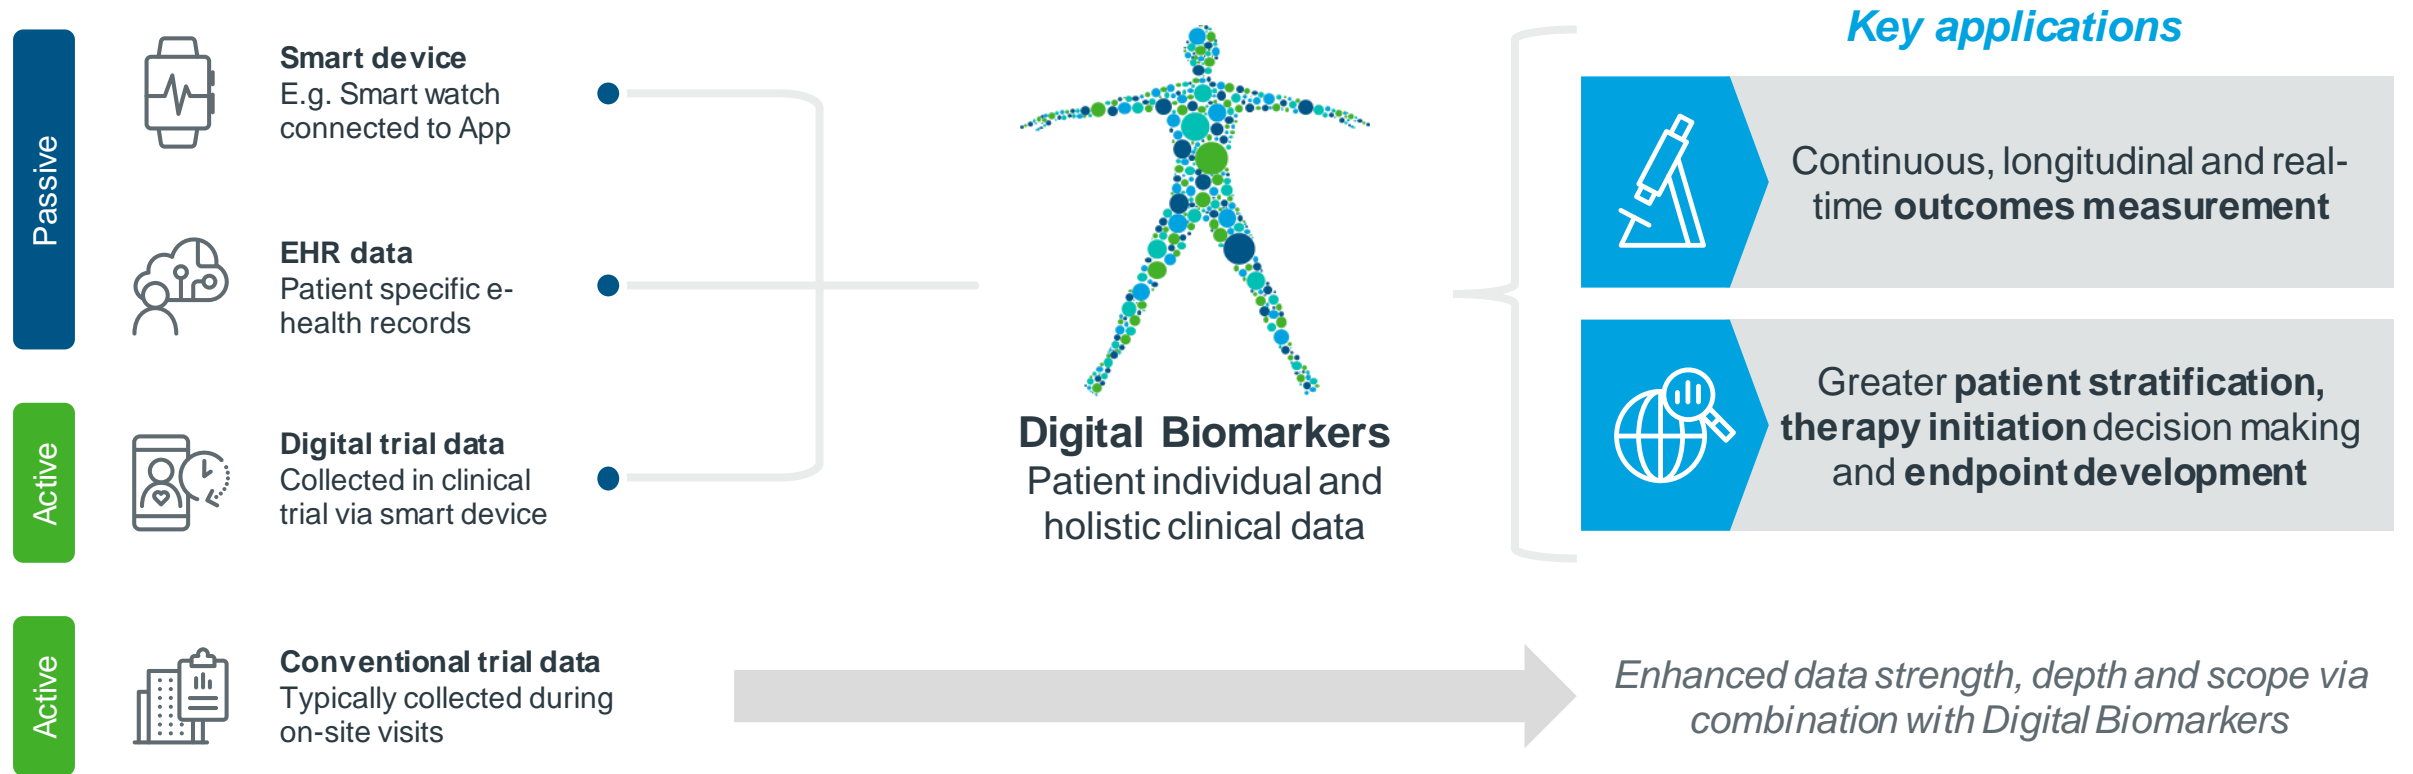 Passive
Smart device
E.g. Smart watch
connected to App
EHR data
Patient specific e-
health records
Active
Digital trial data
Collected in clinical
trial via smart device
Active
Conventional trial data
Typically collected during
on-site visits
Digital Biomarkers
Patient individual and
holistic clinical data
Key applications
Continuous, longitudinal and real-
time outcomes measurement
Greater patient stratification,
therapy initiation decision making
and endpoint development
Enhanced data strength, depth and scope via
combination with Digital Biomarkers